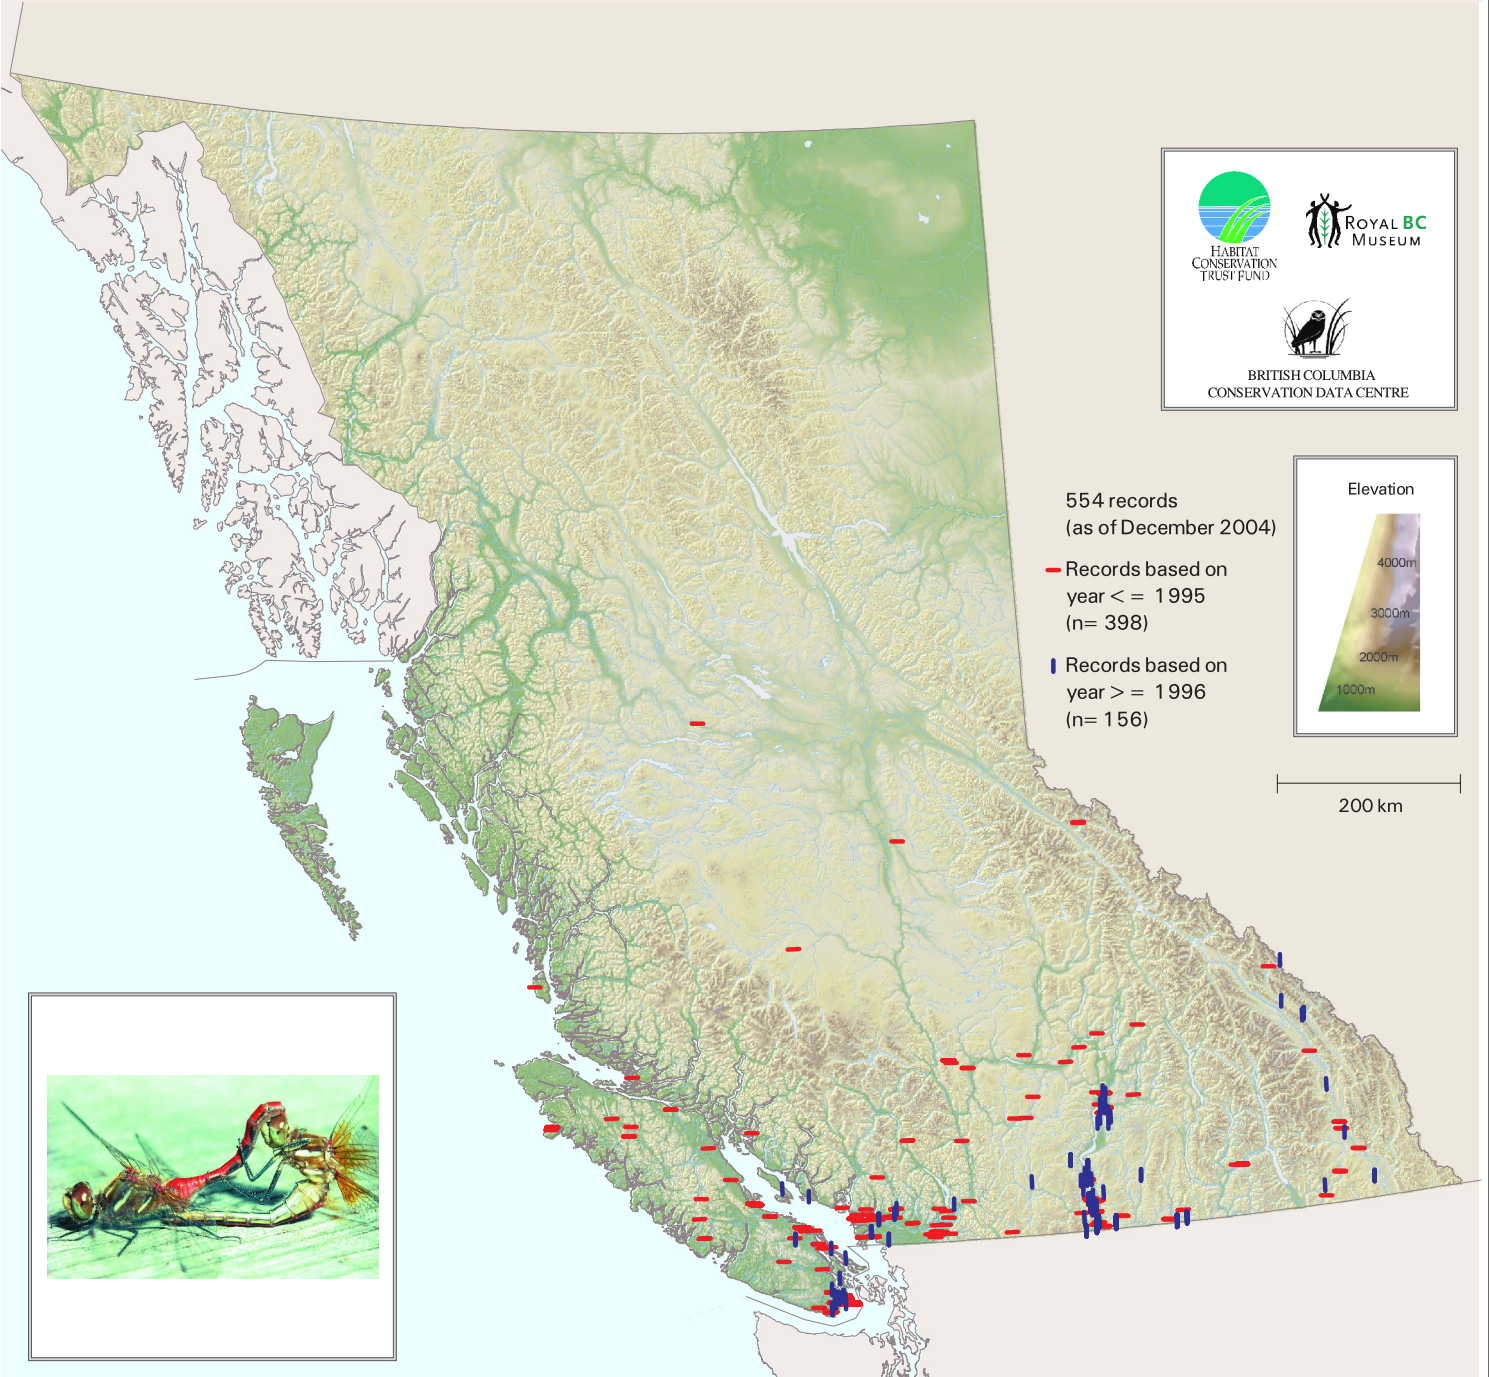 HABITAT
CONSERVATION
TRUST FUND
ROYAL BC
MUSEUM
BRITISH COLUMBIA
CONSERVATION DATA CENTRE
Elevation
4000m
3000m
2000m
1000m
554 records
(as of December 2004)
Records based on
year < = 1995
(n= 398)
Records based on
year > = 1996
(n= 156)
200 km